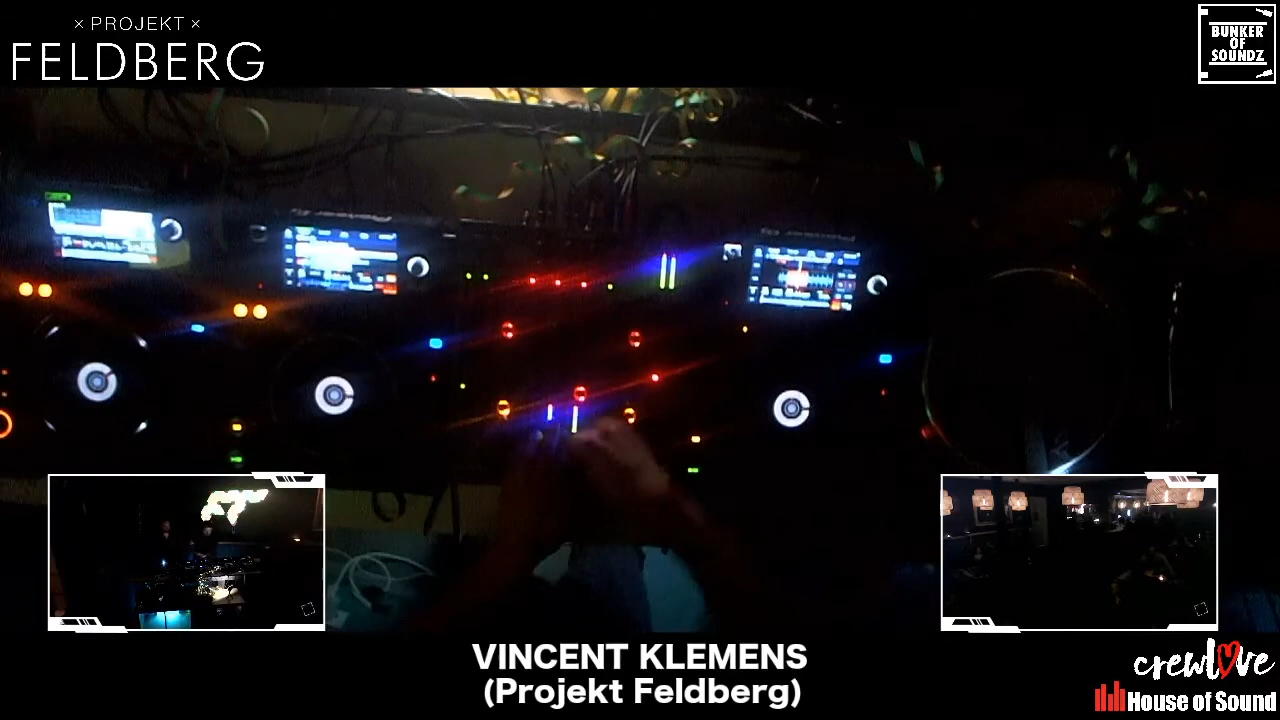 × PROJEKT ×
FELDBERG
BUNKER
OF
SOUNDZ
VINCENT KLEMENS
(Projekt Feldberg)
crewlove
House of Sound